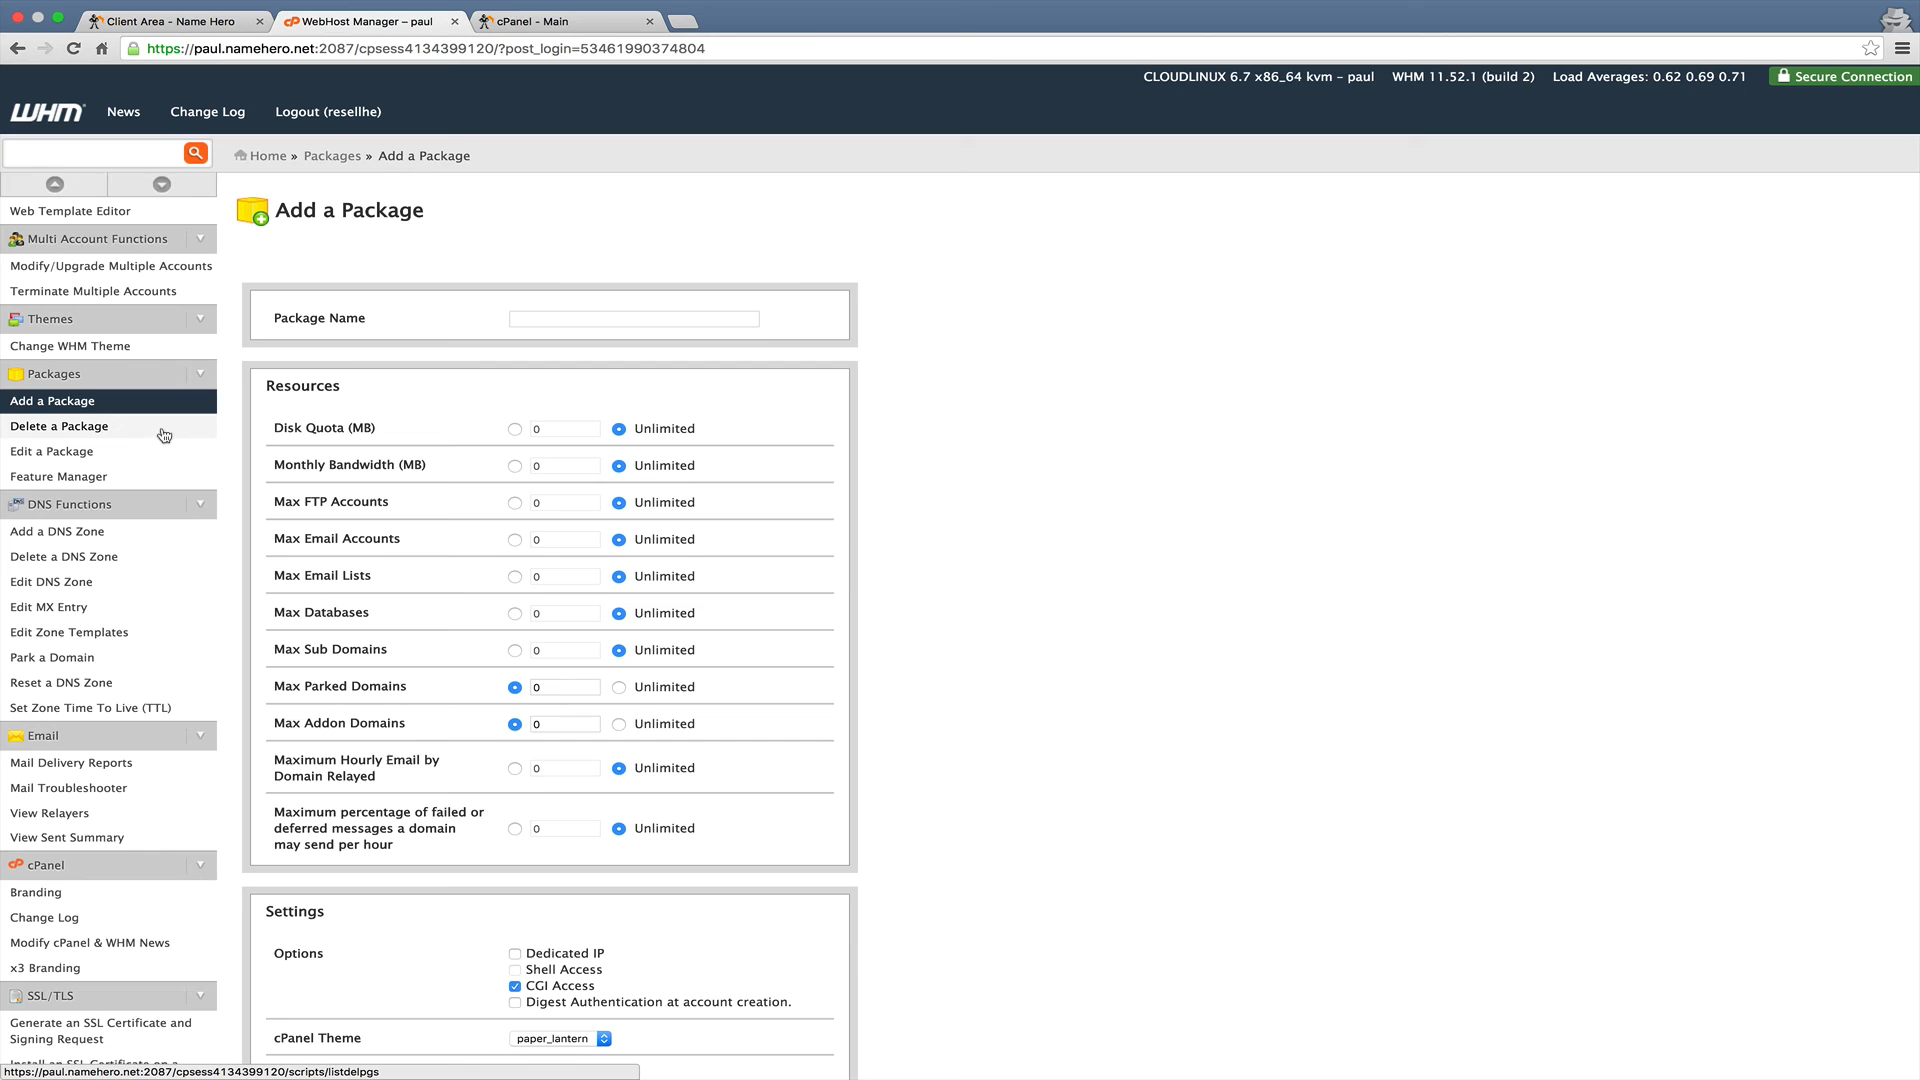 Client Area - Name Hero
WebHost Manager – paul
cPanel - Main
https://paul.namehero.net:2087/cpsess4134399120/?post_login=53461990374804
CLOUDLINUX 6.7 x86_64 kvm – paul
WHM 11.52.1 (build 2)
Load Averages: 0.62 0.69 0.71
Secure Connection
WHM
News
Change Log
Logout (resellhe)
Home » Packages » Add a Package
Web Template Editor
Multi Account Functions
Modify/Upgrade Multiple Accounts
Terminate Multiple Accounts
Themes
Change WHM Theme
Packages
Add a Package
Delete a Package
Edit a Package
Feature Manager
DNS Functions
Add a DNS Zone
Delete a DNS Zone
Edit DNS Zone
Edit MX Entry
Edit Zone Templates
Park a Domain
Reset a DNS Zone
Set Zone Time To Live (TTL)
Email
Mail Delivery Reports
Mail Troubleshooter
View Relayers
View Sent Summary
cP cPanel
Branding
Change Log
Modify cPanel & WHM News
x3 Branding
SSL/TLS
Generate an SSL Certificate and
Signing Request
Install an SSL Certificate on a
https://paul.namehero.net:2087/cpsess4134399120/scripts/listdelpgs
Add a Package
Package Name
Resources
Disk Quota (MB) 0 Unlimited
Monthly Bandwidth (MB) 0 Unlimited
Max FTP Accounts 0 Unlimited
Max Email Accounts 0 Unlimited
Max Email Lists 0 Unlimited
Max Databases 0 Unlimited
Max Sub Domains 0 Unlimited
Max Parked Domains 0 Unlimited
Max Addon Domains 0 Unlimited
Maximum Hourly Email by
Domain Relayed 0 Unlimited
Maximum percentage of failed or
deferred messages a domain 0 Unlimited
may send per hour
Settings
Options
Dedicated IP
Shell Access
CGI Access
Digest Authentication at account creation.
cPanel Theme paper_lantern